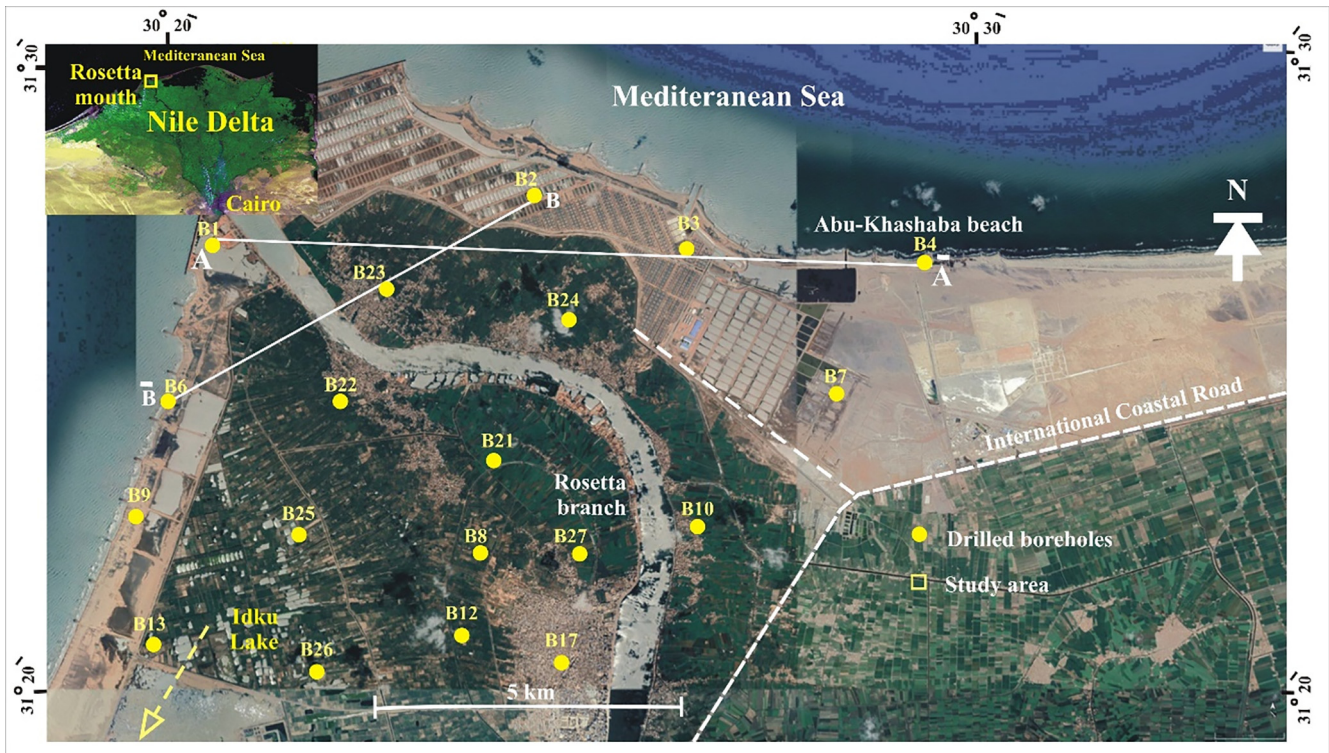 30° 20\
30° 30\
31° 30\
31° 30\
Mediteranean Sea
Rosetta
mouth
Nile Delta
Cairo
Mediteranean Sea
N
B2
B
B1
A
B3
Abu-Khashaba beach
B4
A
B23
B24
B
B6
B22
B7
International Coastal Road
B21
Rosetta
branch
B9
B25
B8
B27
B10
Drilled boreholes
Study area
Idku
Lake
B13
B12
B26
B17
5 km
31° 20\
31° 20\